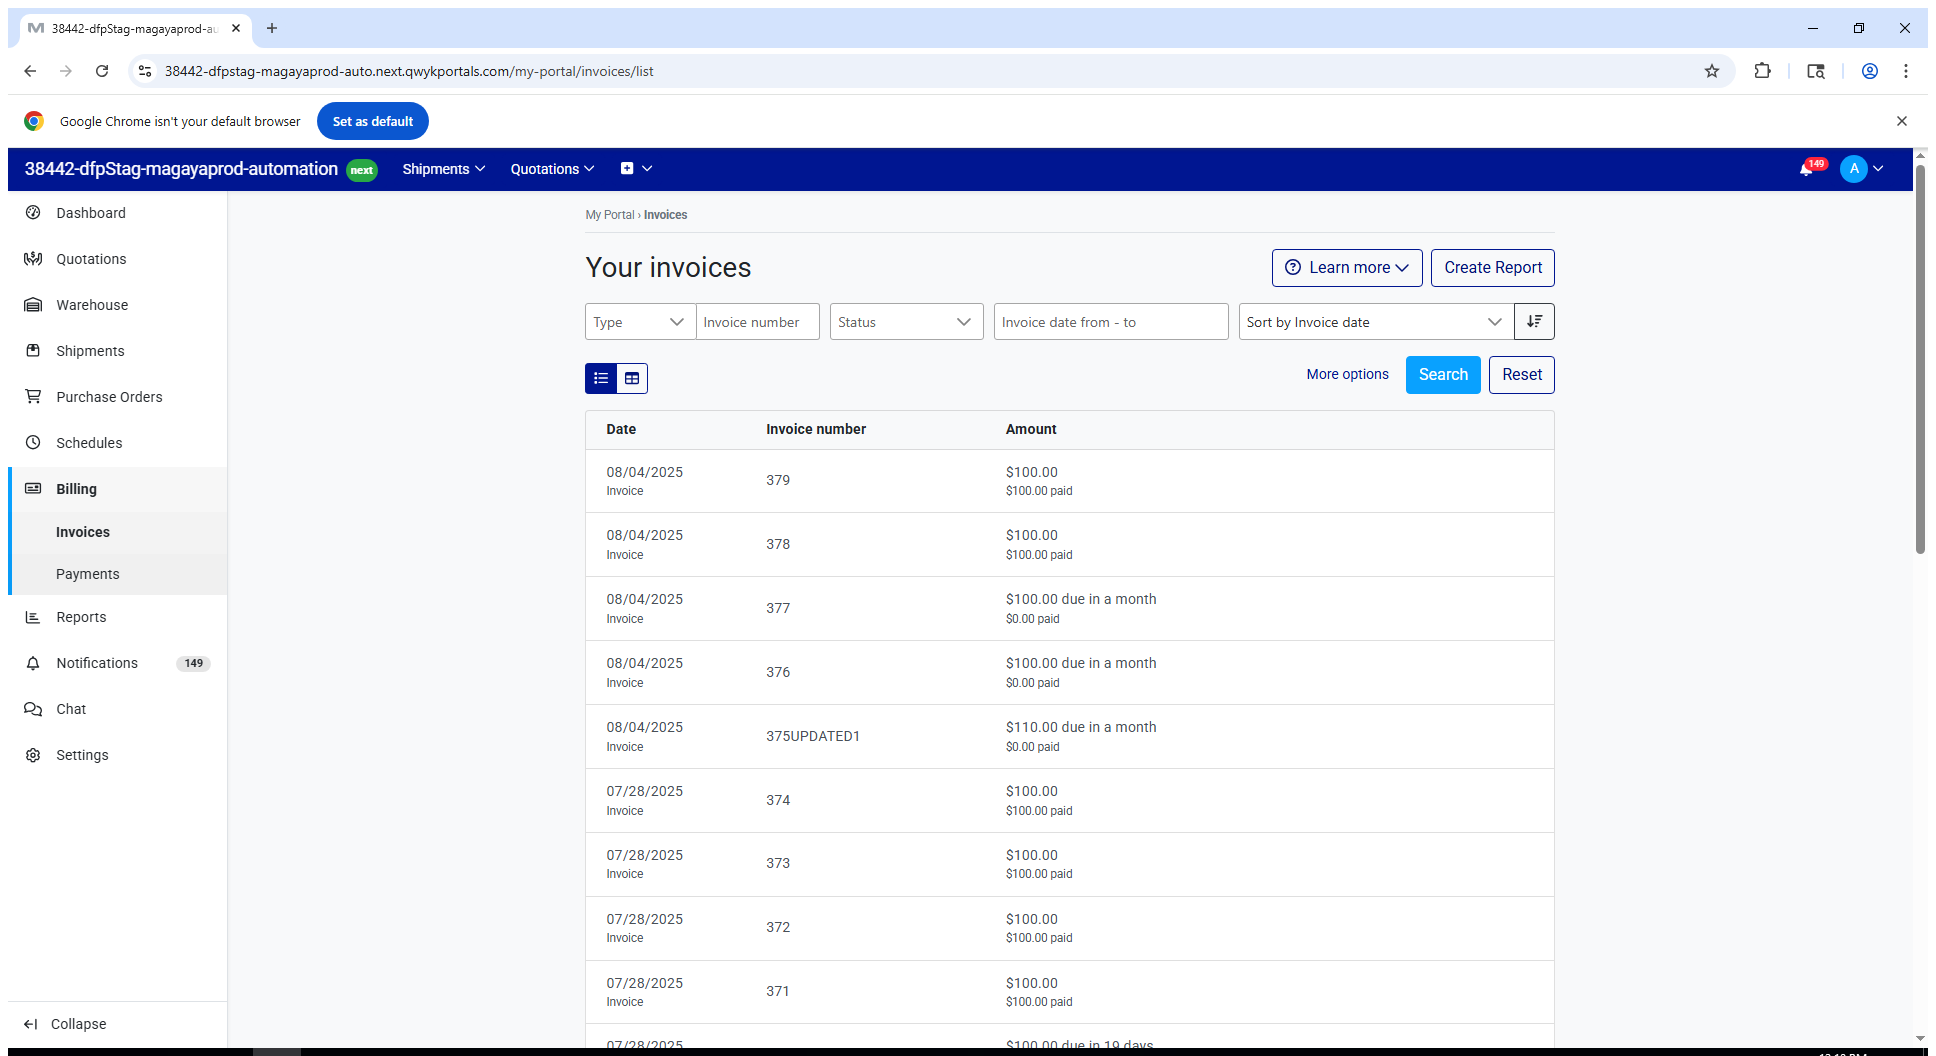 38442-dfpStag-magayaprod-au
38442-dfpstag-magayaprod-auto.next.qwykportals.com/my-portal/invoices/list
Google Chrome isn't your default browser
Set as default
38442-dfpStag-magayaprod-automation next Shipments Quotations
149
A
Dashboard
Quotations
Warehouse
Shipments
Purchase Orders
Schedules
Billing
Invoices
Payments
Reports
Notifications 149
Chat
Settings
Collapse
My Portal › Invoices
Your invoices
Learn more
Create Report
Type Invoice number Status Invoice date from - to Sort by Invoice date
More options Search Reset
Date Invoice number Amount
08/04/2025 379 $100.00
Invoice $100.00 paid
08/04/2025 378 $100.00
Invoice $100.00 paid
08/04/2025 377 $100.00 due in a month
Invoice $0.00 paid
08/04/2025 376 $100.00 due in a month
Invoice $0.00 paid
08/04/2025 375UPDATED1 $110.00 due in a month
Invoice $0.00 paid
07/28/2025 374 $100.00
Invoice $100.00 paid
07/28/2025 373 $100.00
Invoice $100.00 paid
07/28/2025 372 $100.00
Invoice $100.00 paid
07/28/2025 371 $100.00
Invoice $100.00 paid
07/28/2025 $100.00 due in 19 days